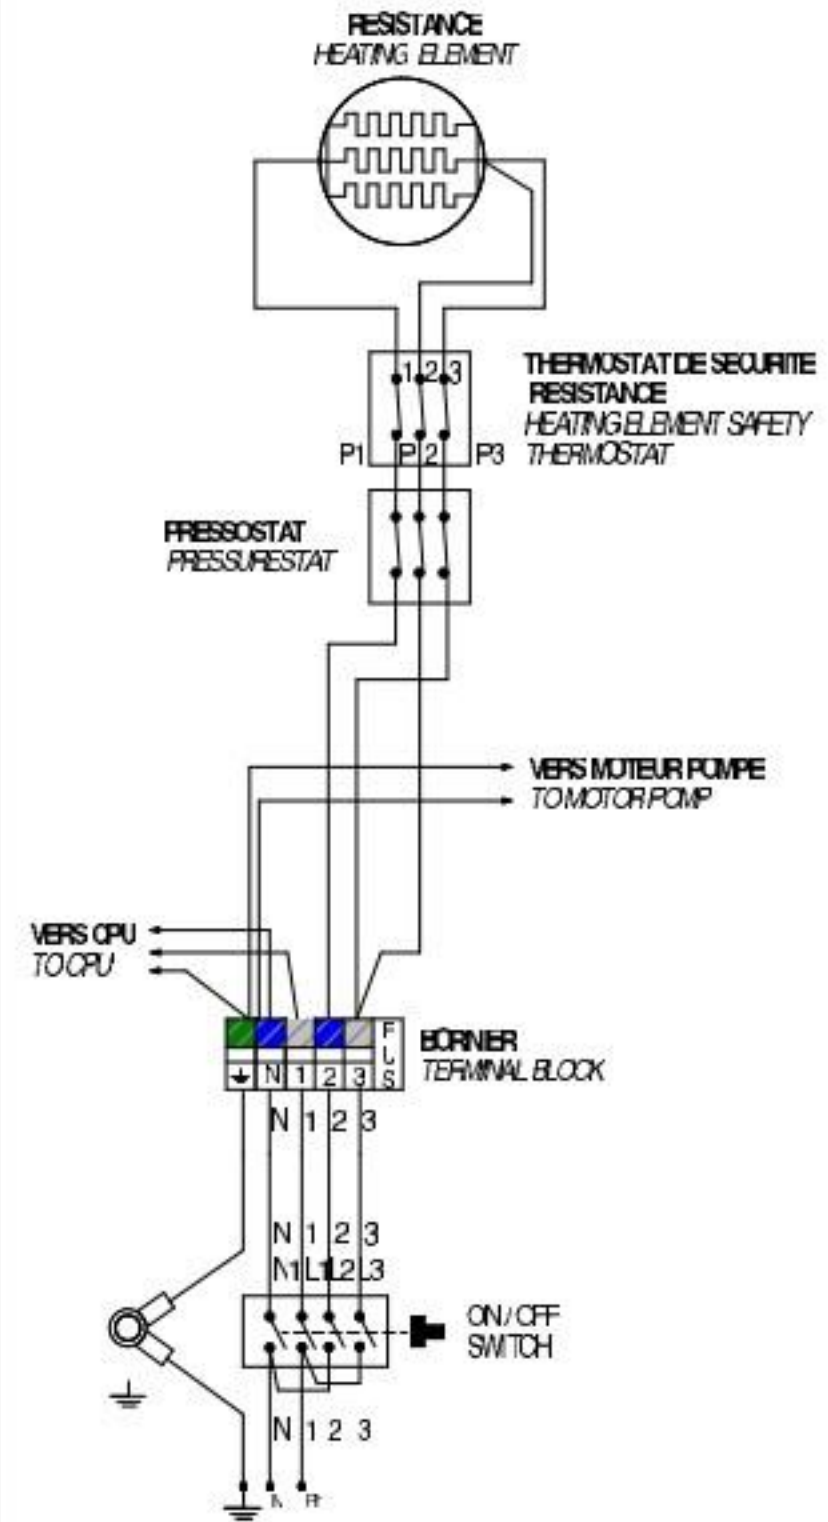 RESISTANCE
HEATING ELEMENT
1 2 3
THERMOSTAT DE SECURITE
RESISTANCE
HEATING ELEMENT SAFETY
THERMOSTAT
P1 P 2 P3
PRESSOSTAT
PRESSURESTAT
VERS MOTEUR POMPE
TO MOTOR POMP
VERS CPU
TO CPU
BORNIER
TERMINAL BLOCK
N 1 2 3
N 1 2 3
N 1 2 3
N1 L1 L2 L3
ON / OFF
SWITCH
N 1 2 3
N